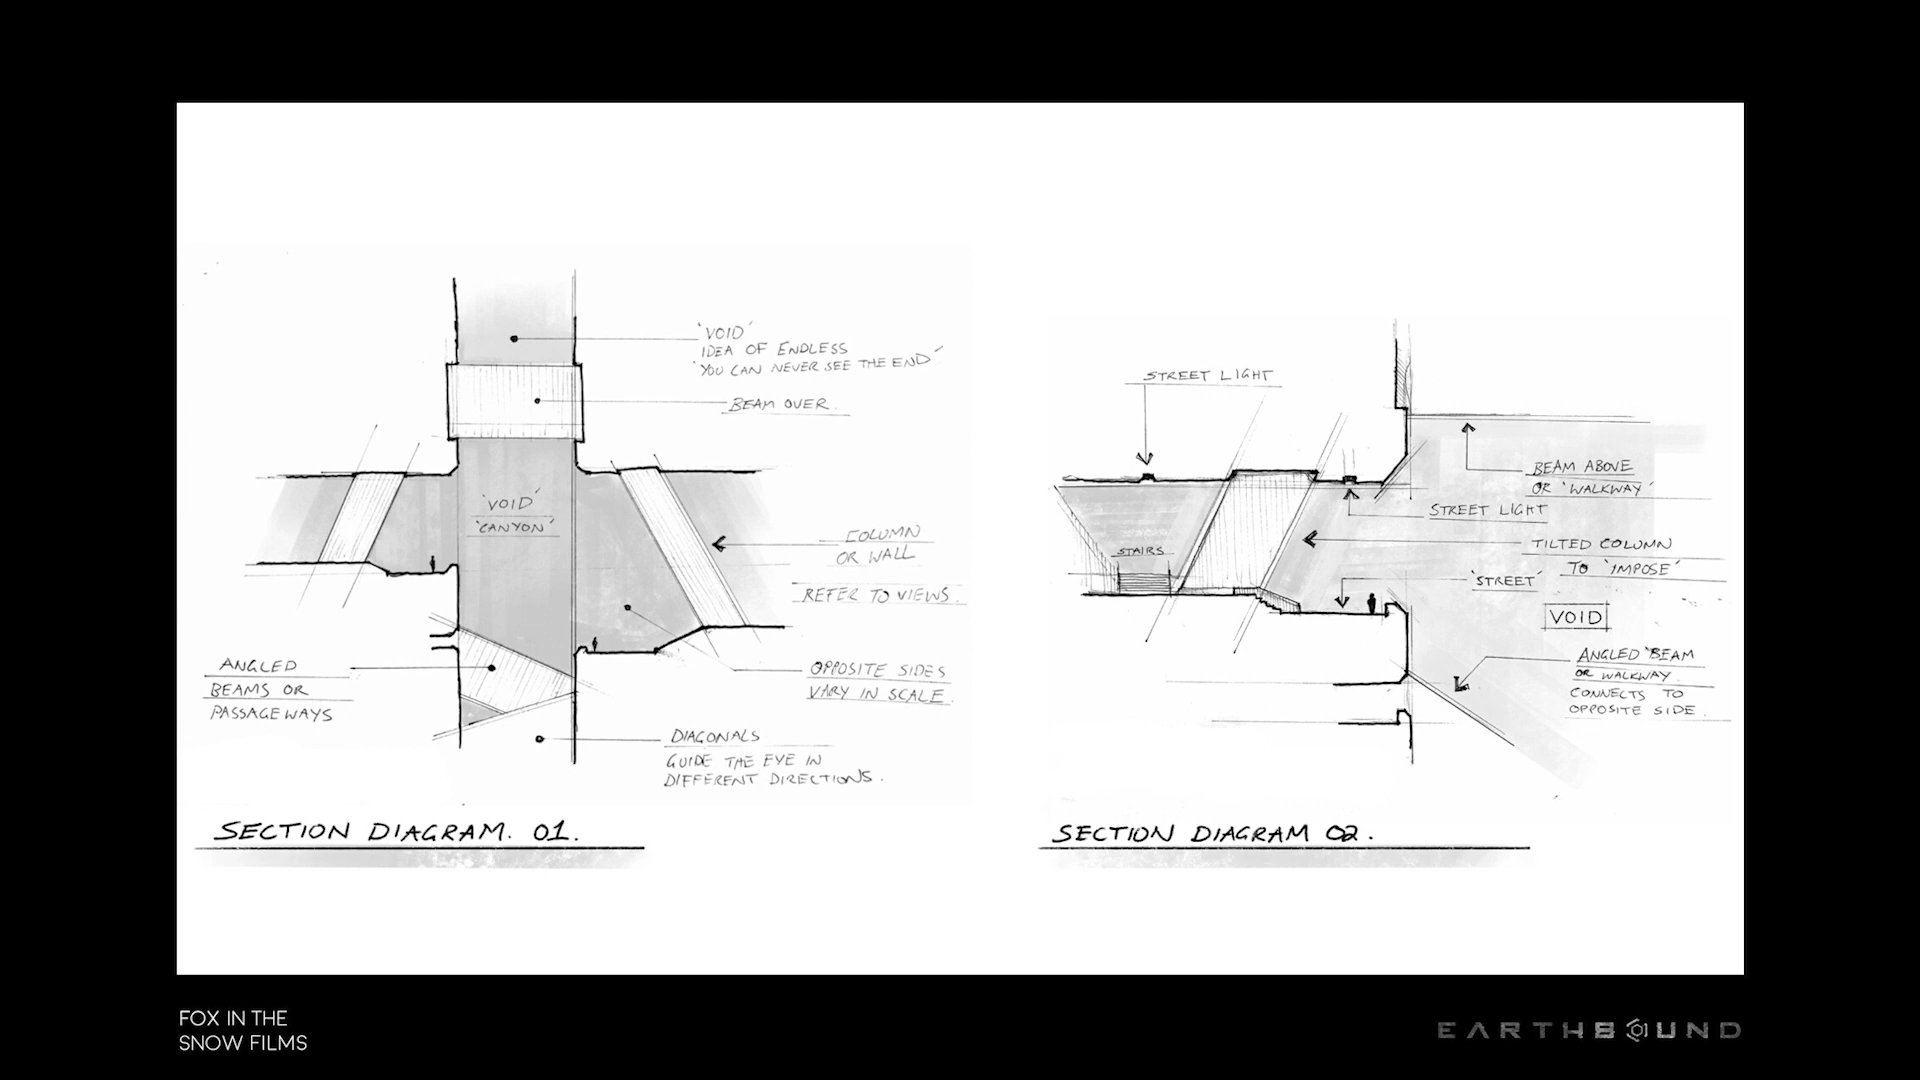 'VOID'
IDEA OF ENDLESS
'YOU CAN NEVER SEE THE END'
BEAM OVER.
'VOID'
'CANYON'
COLUMN
OR WALL
REFER TO VIEWS.
ANGLED
BEAMS OR
PASSAGEWAYS
OPPOSITE SIDES
VARY IN SCALE.
DIAGONALS
GUIDE THE EYE IN
DIFFERENT DIRECTIONS.
SECTION DIAGRAM. 01.
STREET LIGHT
BEAM ABOVE
OR 'WALKWAY'
STREET LIGHT
TILTED COLUMN
TO 'IMPOSE'
STAIRS
'STREET'
VOID
ANGLED BEAM
OR WALKWAY
CONNECTS TO
OPPOSITE SIDE.
SECTION DIAGRAM 02.
FOX IN THE
SNOW FILMS
EARTHBOUND